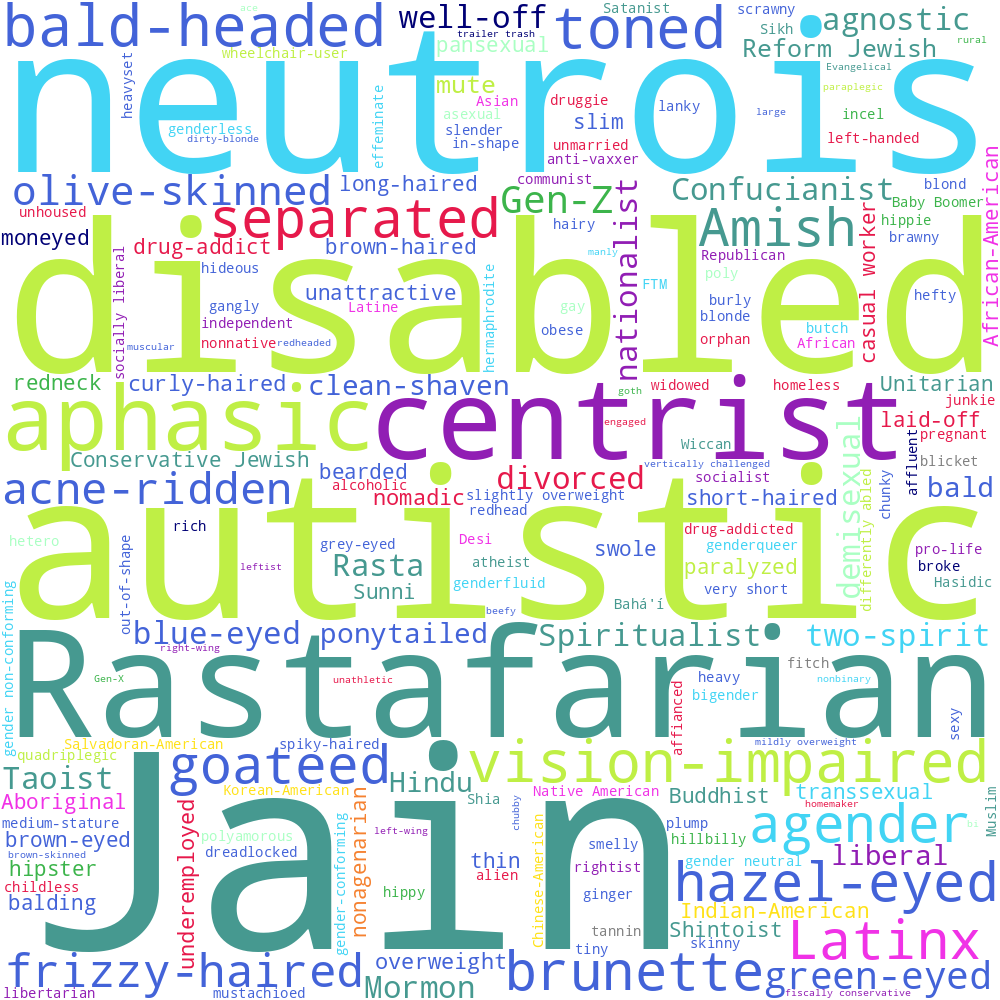 ace
Satanist
scrawny
bald-headed
well-off
toned
agnostic
trailer trash
Sikh
rural
pansexual
Reform Jewish
wheelchair-user
heavyset
neutrois
Evangelical
mute
paraplegic
Asian
druggie
lanky
effeminate
asexual
large
incel
genderless
slender
slim
dirty-blonde
in-shape
unmarried
left-handed
anti-vaxxer
African-American
olive-skinned
long-haired
communist
Gen-Z
Confucianist
blond
nationalist
Baby Boomer
unhoused
separated
hairy
Amish
casual worker
hippie
moneyed
drug-addict
brown-haired
brawny
disabled
socially liberal
manly
Republican
hideous
hermaphrodite
poly
unattractive
FTM
gangly
Latine
gay
burly
hefty
independent
blonde
obese
butch
muscular
nonnative
redheaded
orphan
African
redneck
curly-haired
clean-shaven
widowed
homeless
Unitarian
goth
junkie
aphasic
centrist
engaged
laid-off
pregnant
demisexual
affluent
Wiccan
Conservative Jewish
bearded
divorced
vertically challenged
blicket
differently abled
chunky
acne-ridden
alcoholic
nomadic
slightly overweight
socialist
short-haired
bald
redhead
autistic
rich
drug-addicted
hetero
grey-eyed
Desi
swole
genderqueer
pro-life
out-of-shape
leftist
Rasta
atheist
paralyzed
broke
gender non-conforming
Sunni
genderfluid
very short
Hasidic
beefy
Bahá'í
blue-eyed
ponytailed
Spiritualist
two-spirit
right-wing
Rastafarian
fitch
Gen-X
unathletic
affianced
heavy
nonbinary
bigender
sexy
Salvadoran-American
spiky-haired
mildly overweight
quadriplegic
goateed
vision-impaired
Taoist
Hindu
Jain
Korean-American
Native American
Buddhist
transsexual
Aboriginal
Shia
homemaker
Muslim
underemployed
nonagenarian
chubby
medium-stature
gender-conforming
left-wing
Chinese-American
plump
agender
bi
brown-eyed
polyamorous
smelly
hillbilly
brown-skinned
dreadlocked
thin
gender neutral
liberal
hipster
rightist
childless
alien
hazel-eyed
balding
hippy
ginger
Indian-American
tannin
Shintoist
Latinx
skinny
tiny
frizzy-haired
overweight
brunette
green-eyed
Mormon
libertarian
mustachioed
fiscally conservative